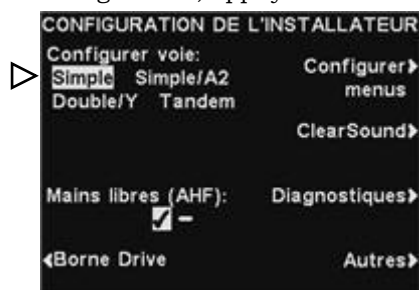 CONFIGURATION DE L'INSTALLATEUR
Configurer voie:
Simple Simple/A2
Double/Y Tandem
Configurer
menus
ClearSound
Mains libres (AHF):
Diagnostiques
Borne Drive
Autres